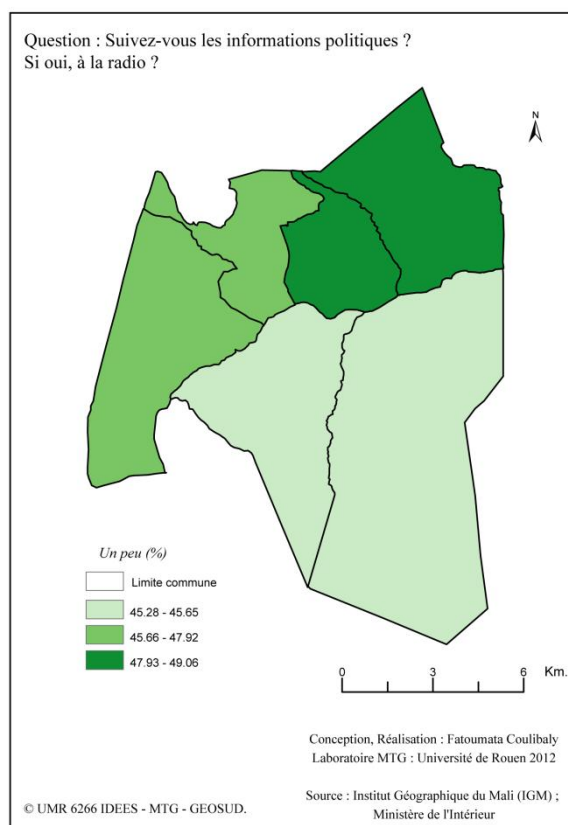 Question : Suivez-vous les informations politiques ?
Si oui, à la radio ?
N
Un peu (%)
Limite commune
45.28 - 45.65
45.66 - 47.92
47.93 - 49.06
0 3 6 Km.
Conception, Réalisation : Fatoumata Coulibaly
Laboratoire MTG : Université de Rouen 2012
Source : Institut Géographique du Mali (IGM) ;
Ministère de l'Intérieur
© UMR 6266 IDEES - MTG - GEOSUD.